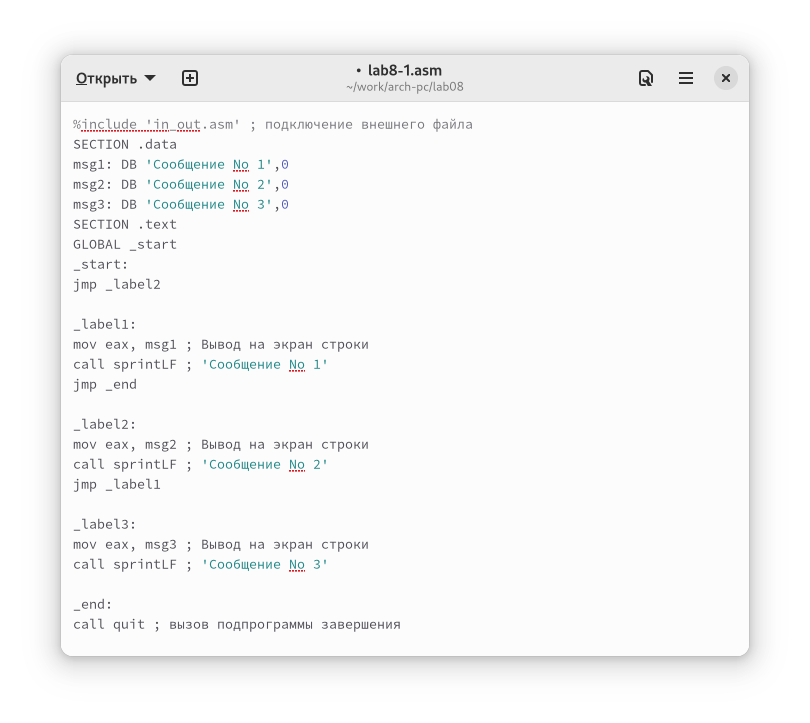 Открыть
• lab8-1.asm
~/work/arch-pc/lab08
%include 'in_out.asm' ; подключение внешнего файла
SECTION .data
msg1: DB 'Сообщение No 1',0
msg2: DB 'Сообщение No 2',0
msg3: DB 'Сообщение No 3',0
SECTION .text
GLOBAL _start
_start:
jmp _label2
_label1:
mov eax, msg1 ; Вывод на экран строки
call sprintLF ; 'Сообщение No 1'
jmp _end
_label2:
mov eax, msg2 ; Вывод на экран строки
call sprintLF ; 'Сообщение No 2'
jmp _label1
_label3:
mov eax, msg3 ; Вывод на экран строки
call sprintLF ; 'Сообщение No 3'
_end:
call quit ; вызов подпрограммы завершения